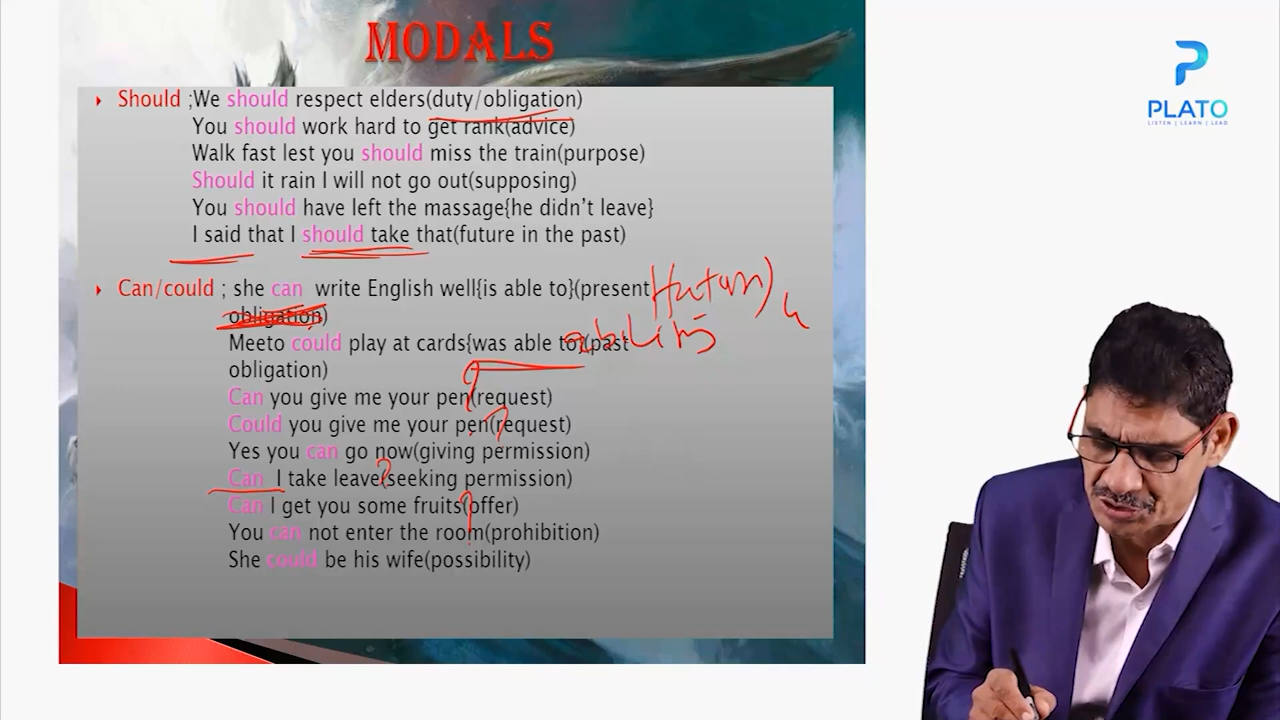 MODALS
Should ;We should respect elders(duty/obligation)
You should work hard to get rank(advice)
Walk fast lest you should miss the train(purpose)
Should it rain I will not go out(supposing)
You should have left the massage{he didn't leave}
I said that I should take that(future in the past)
Can/could ; she can write English well{is able to}(present
obligation)
ability
Meeto could play at cards{was able to}(past
obligation)
Can you give me your pen?(request)
Could you give me your pen?(request)
Yes you can go now(giving permission)
Can I take leave?(seeking permission)
Can I get you some fruits?(offer)
You can not enter the room(prohibition)
She could be his wife(possibility)
PLATO
LISTEN | LEARN | LEAD